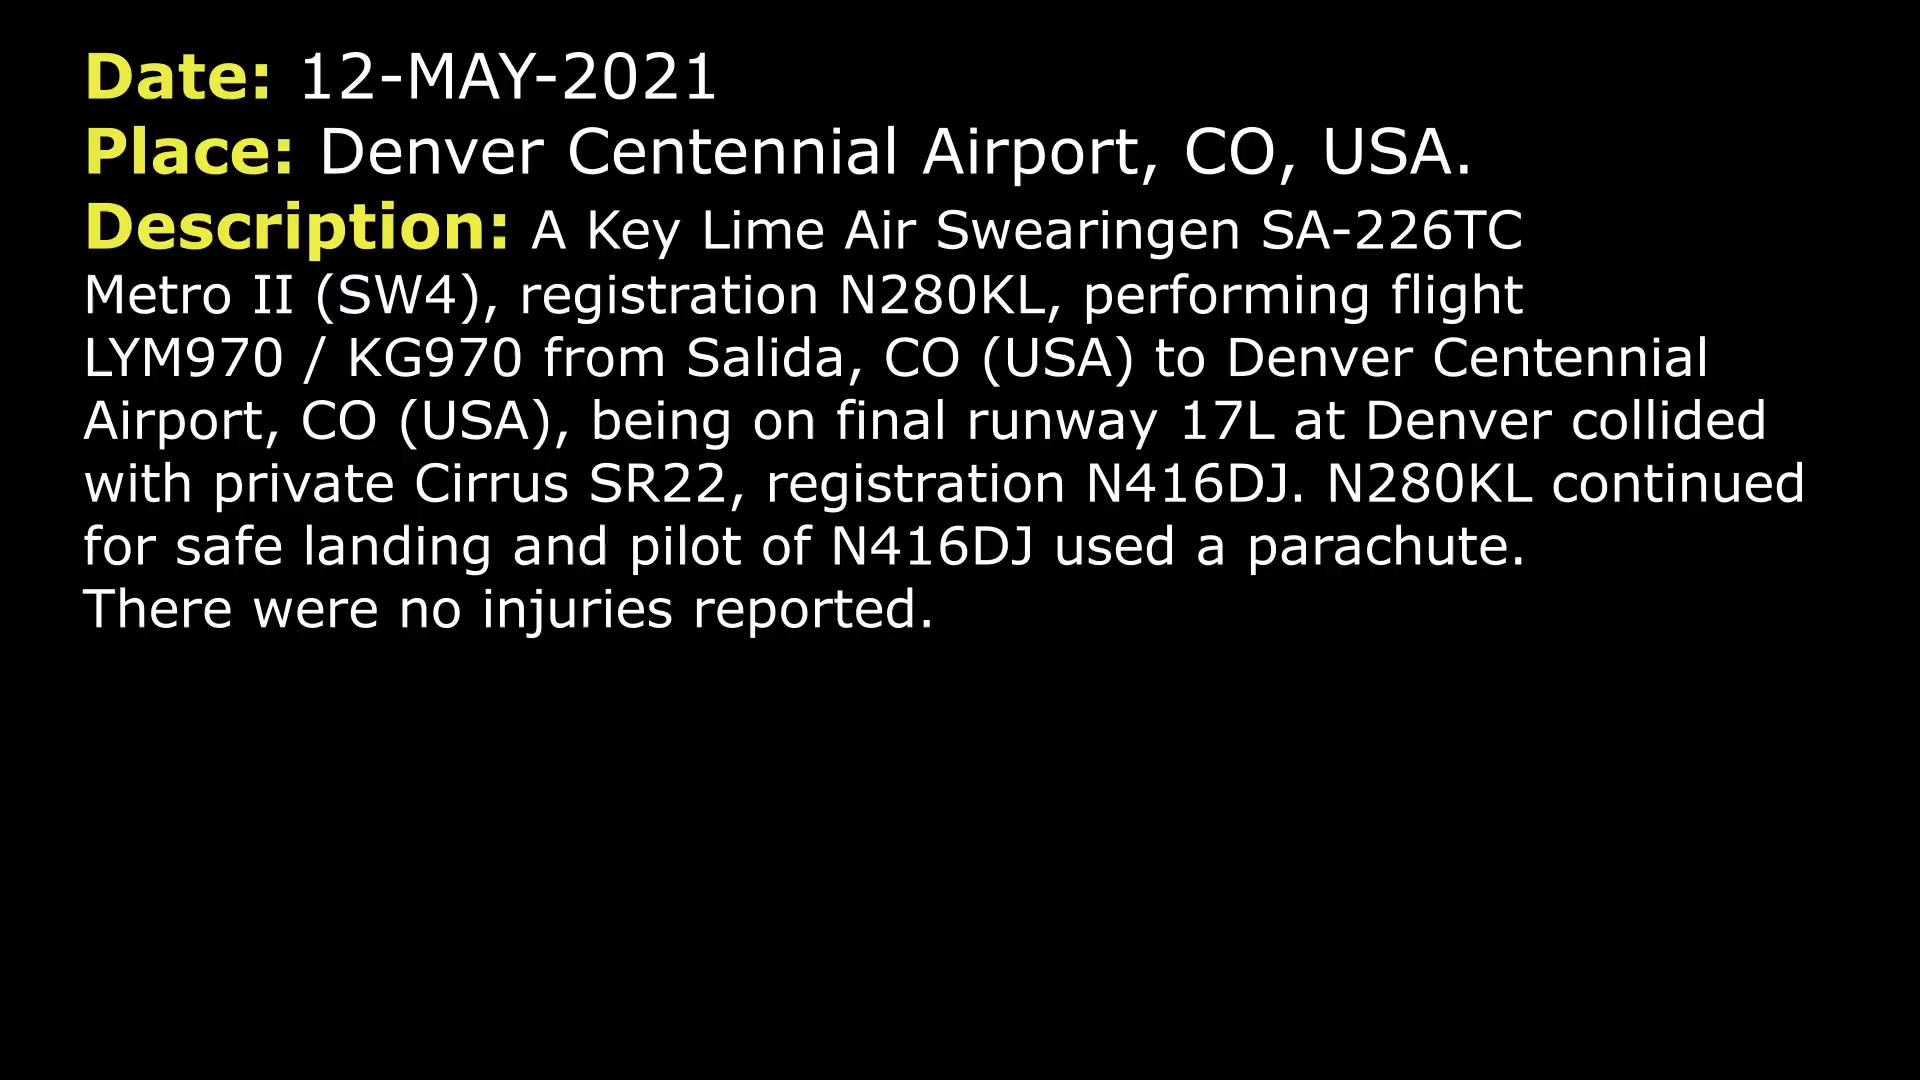 Date: 12-MAY-2021
Place: Denver Centennial Airport, CO, USA.
Description: A Key Lime Air Swearingen SA-226TC
Metro II (SW4), registration N280KL, performing flight
LYM970 / KG970 from Salida, CO (USA) to Denver Centennial
Airport, CO (USA), being on final runway 17L at Denver collided
with private Cirrus SR22, registration N416DJ. N280KL continued
for safe landing and pilot of N416DJ used a parachute.
There were no injuries reported.